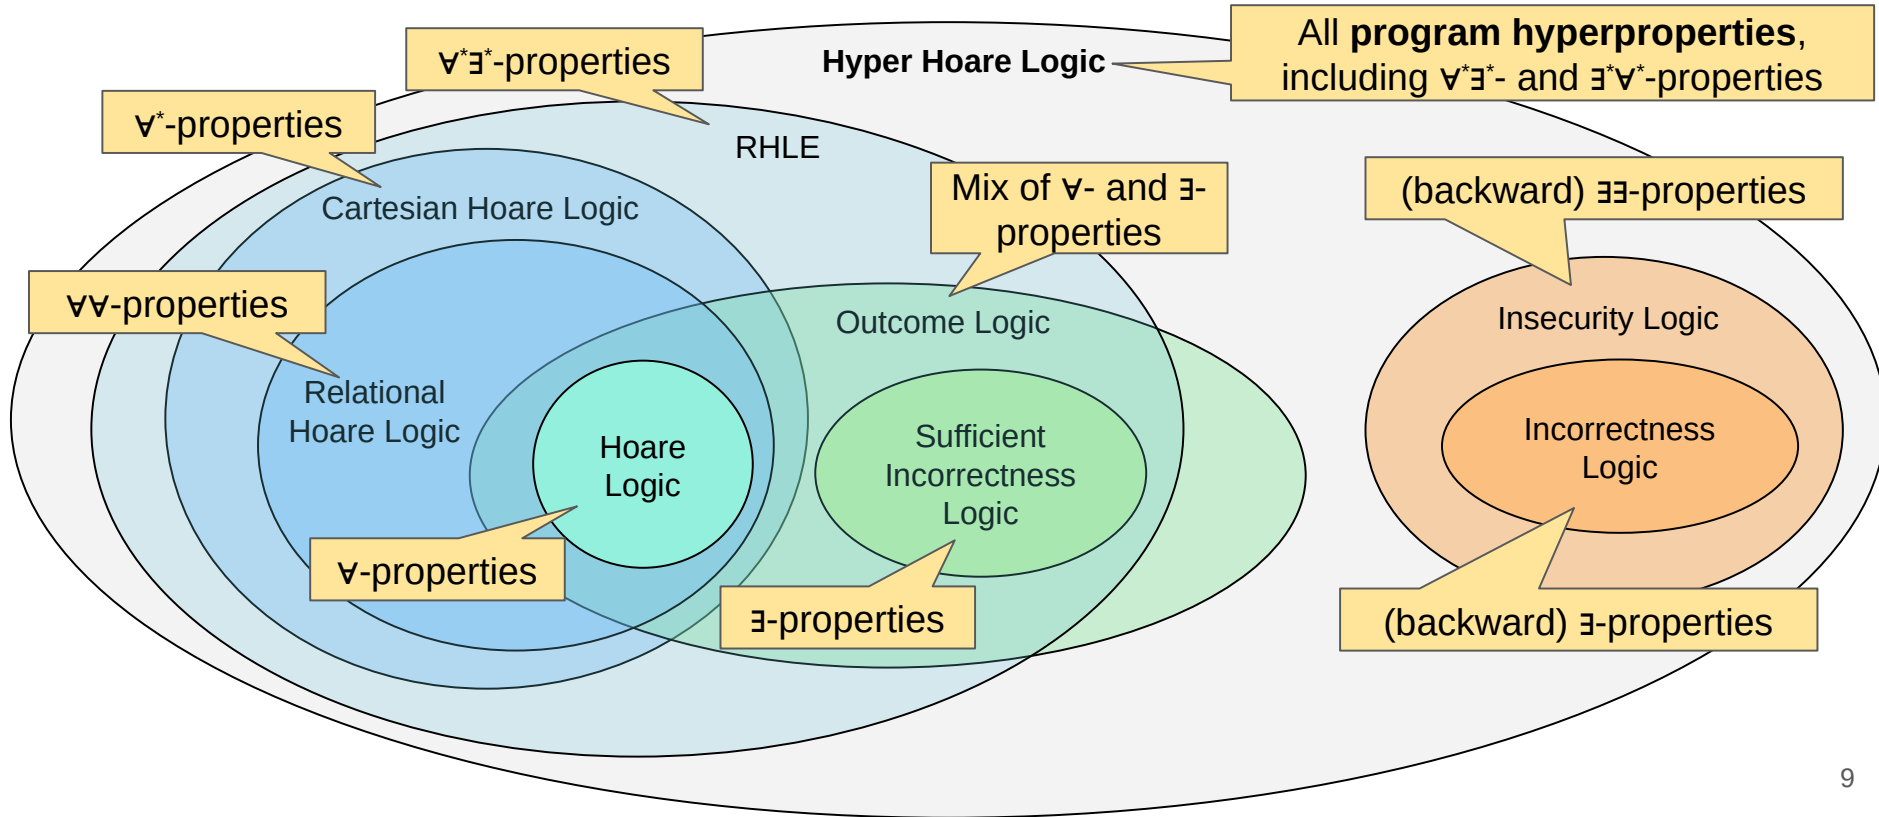 ∀*∃*-properties
Hyper Hoare Logic
All program hyperproperties,
including ∀*∃*- and ∃*∀*-properties
∀*-properties
RHLE
Cartesian Hoare Logic
Mix of ∀- and ∃-
properties
(backward) ∃∃-properties
∀∀-properties
Outcome Logic
Insecurity Logic
Relational
Hoare Logic
Hoare
Logic
Sufficient
Incorrectness
Logic
Incorrectness
Logic
∀-properties
∃-properties
(backward) ∃-properties
9